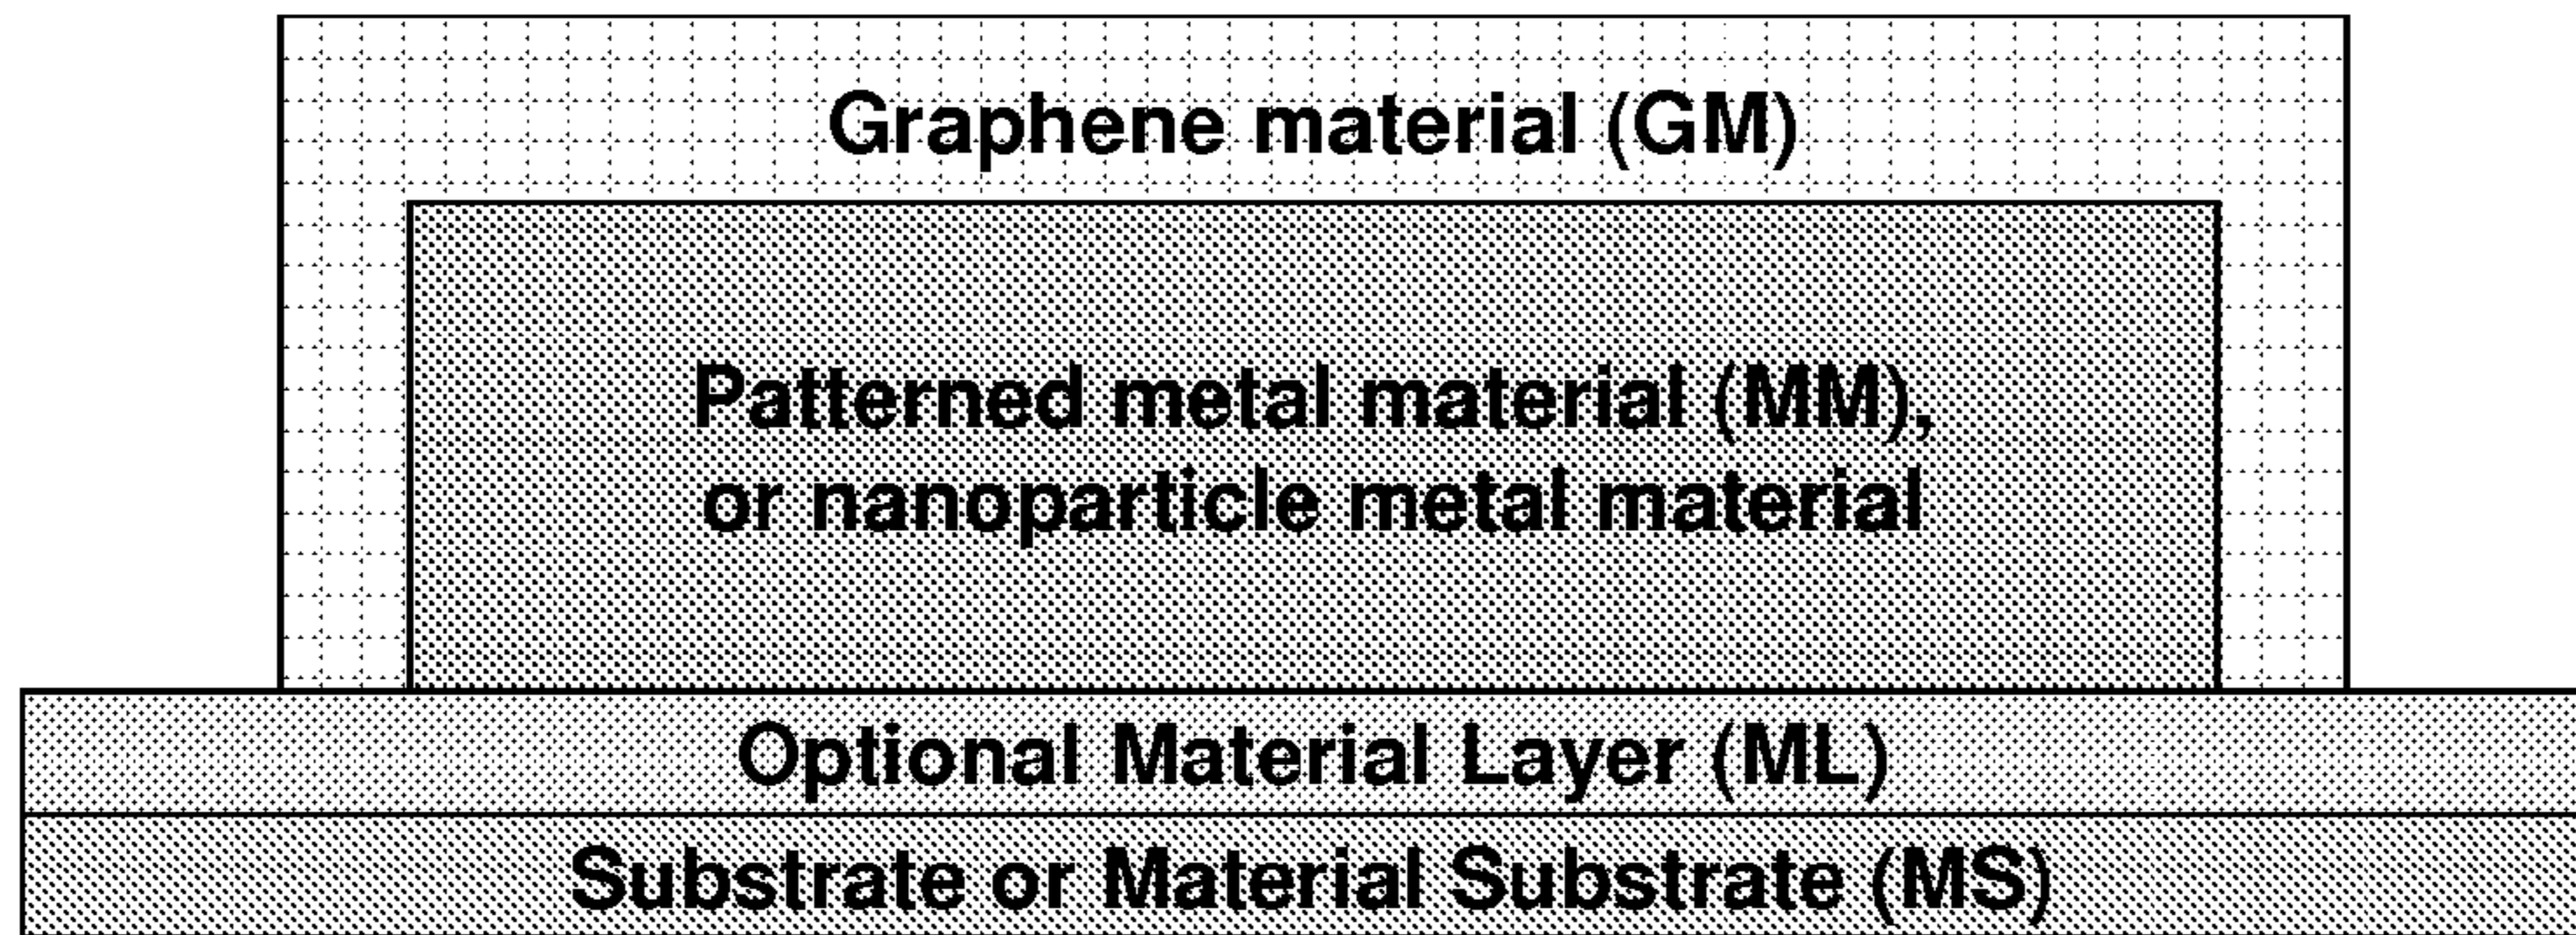 Graphene material (GM)
Patterned metal material (MM),
or nanoparticle metal material
Optional Material Layer (ML)
Substrate or Material Substrate (MS)